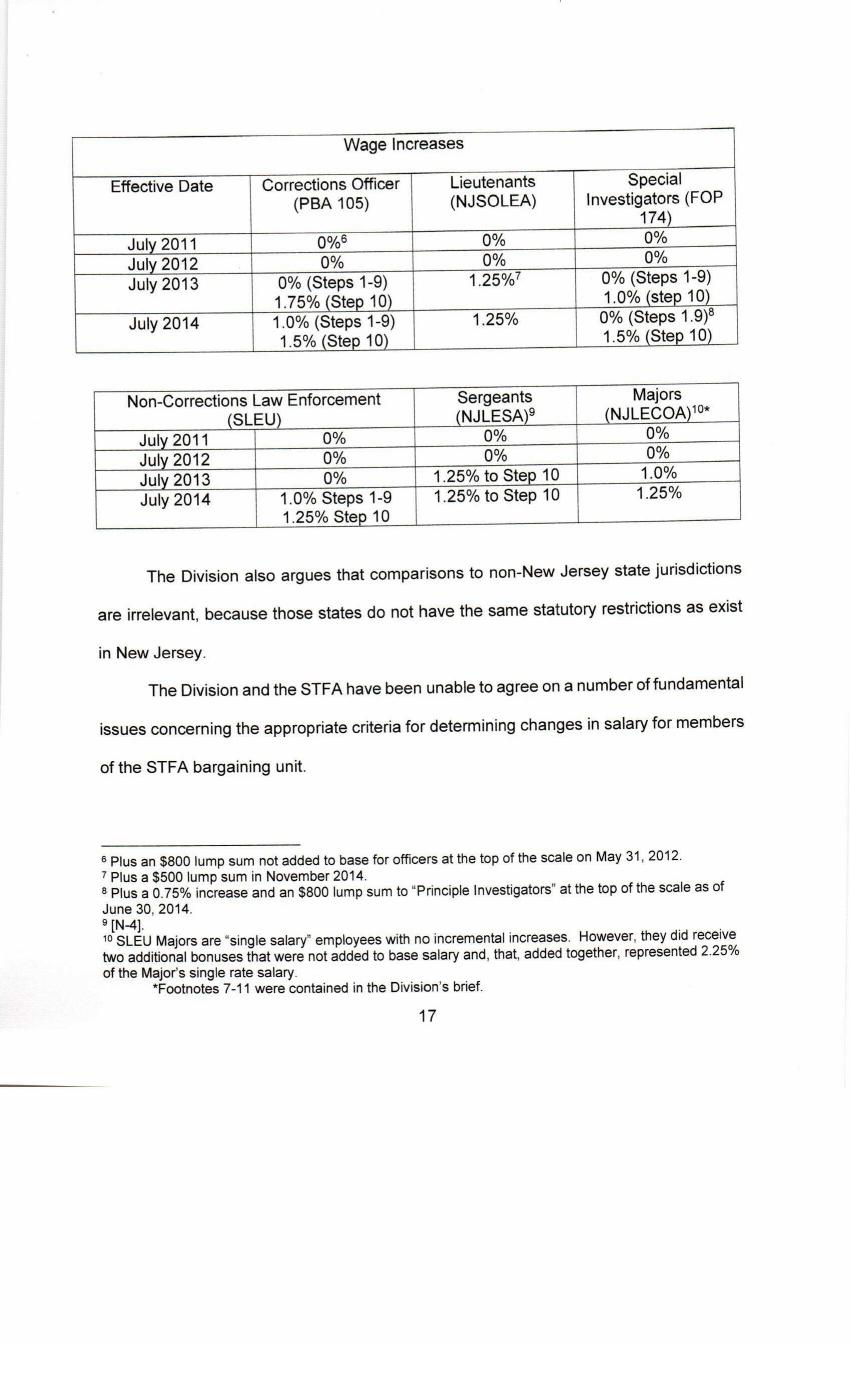 Wage Increases
Effective Date Corrections Officer (PBA 105) Lieutenants (NJSOLEA) Special Investigators (FOP 174)
July 2011 0%6 0% 0%
July 2012 0% 0% 0%
July 2013 0% (Steps 1-9) 1.25%7 0% (Steps 1-9)
1.75% (Step 10) 1.0% (step 10)
July 2014 1.0% (Steps 1-9) 1.25% 0% (Steps 1.9)8
1.5% (Step 10) 1.5% (Step 10)
Non-Corrections Law Enforcement (SLEU) Sergeants (NJLESA)9 Majors (NJLECOA)10*
July 2011 0% 0% 0%
July 2012 0% 0% 0%
July 2013 0% 1.25% to Step 10 1.0%
July 2014 1.0% Steps 1-9 1.25% to Step 10 1.25%
1.25% Step 10
The Division also argues that comparisons to non-New Jersey state jurisdictions
are irrelevant, because those states do not have the same statutory restrictions as exist
in New Jersey.
The Division and the STFA have been unable to agree on a number of fundamental
issues concerning the appropriate criteria for determining changes in salary for members
of the STFA bargaining unit.
6 Plus an $800 lump sum not added to base for officers at the top of the scale on May 31, 2012.
7 Plus a $500 lump sum in November 2014.
8 Plus a 0.75% increase and an $800 lump sum to "Principle Investigators" at the top of the scale as of
June 30, 2014.
9 [N-4].
10 SLEU Majors are "single salary" employees with no incremental increases. However, they did receive
two additional bonuses that were not added to base salary and, that, added together, represented 2.25%
of the Major's single rate salary.
*Footnotes 7-11 were contained in the Division's brief.
17